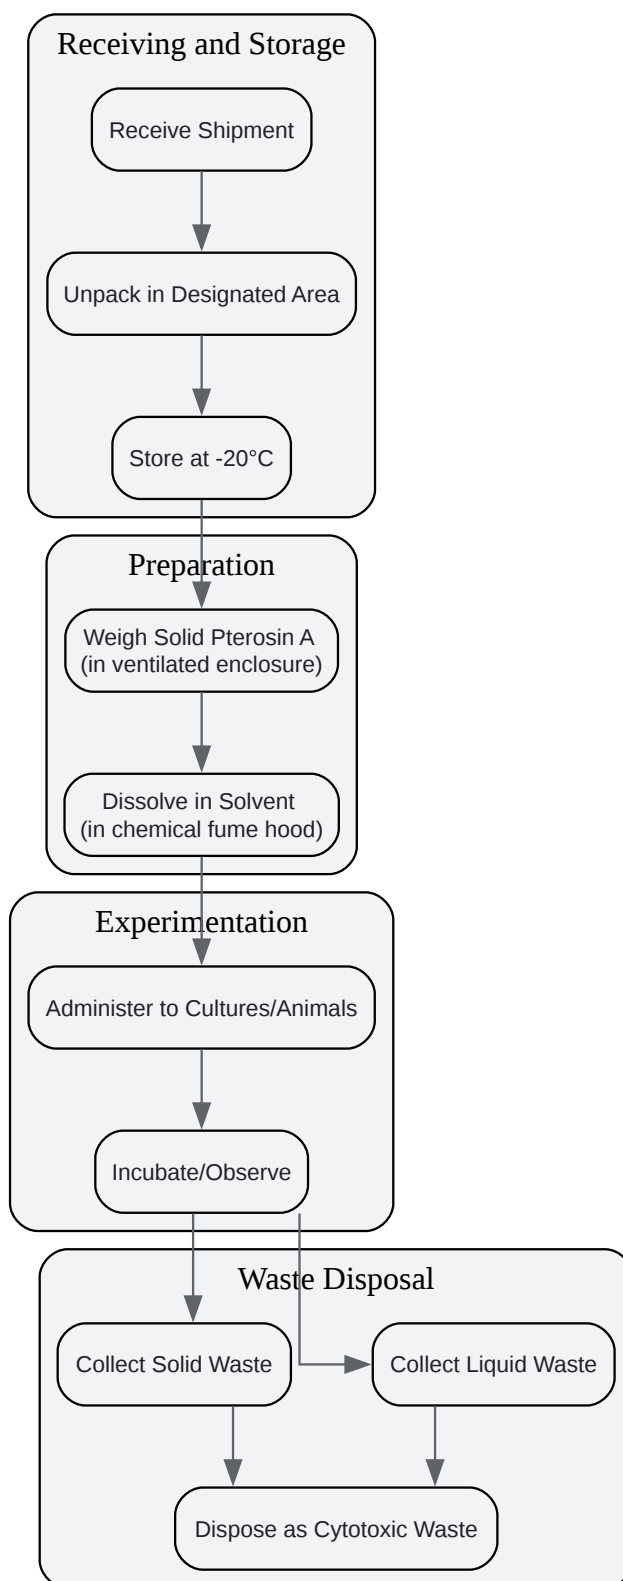 Receiving and Storage
Receive Shipment
Unpack in Designated Area
Store at -20°C
Preparation
Weigh Solid Pterosin A
(in ventilated enclosure)
Dissolve in Solvent
(in chemical fume hood)
Experimentation
Administer to Cultures/Animals
Incubate/Observe
Waste Disposal
Collect Solid Waste
Collect Liquid Waste
Dispose as Cytotoxic Waste